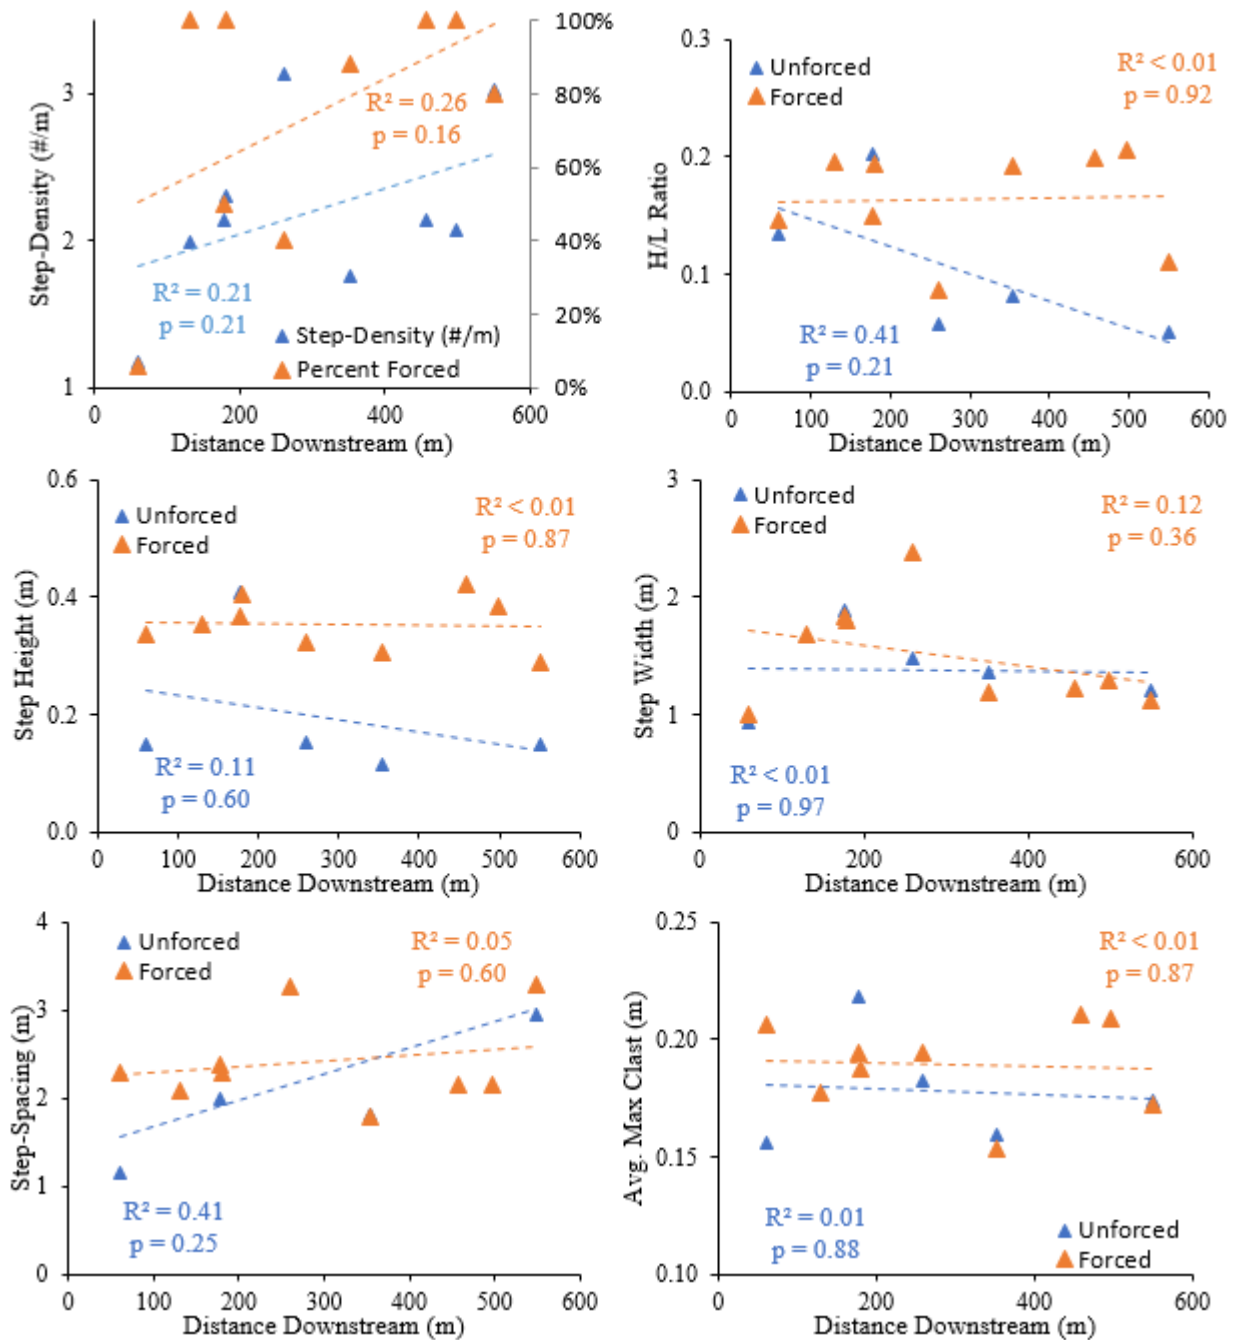 100%
80%
60%
40%
20%
0%
3
2
1
Step-Density (#/m)
R² = 0.26
p = 0.16
R² = 0.21
p = 0.21
Step-Density (#/m)
Percent Forced
0 200 400 600
Distance Downstream (m)
0.3
0.2
0.1
0.0
H/L Ratio
Unforced
Forced
R² < 0.01
p = 0.92
R² = 0.41
p = 0.21
0 100 200 300 400 500 600
Distance Downstream (m)
0.6
0.4
0.2
0.0
Step Height (m)
Unforced
Forced
R² < 0.01
p = 0.87
R² = 0.11
p = 0.60
0 100 200 300 400 500 600
Distance Downstream (m)
3
2
1
0
Step Width (m)
Unforced
Forced
R² = 0.12
p = 0.36
R² < 0.01
p = 0.97
0 200 400 600
Distance Downstream (m)
4
3
2
1
0
Step-Spacing (m)
Unforced
Forced
R² = 0.05
p = 0.60
R² = 0.41
p = 0.25
0 100 200 300 400 500 600
Distance Downstream (m)
0.25
0.20
0.15
0.10
Avg. Max Clast (m)
R² < 0.01
p = 0.87
R² = 0.01
p = 0.88
Unforced
Forced
0 200 400 600
Distance Downstream (m)